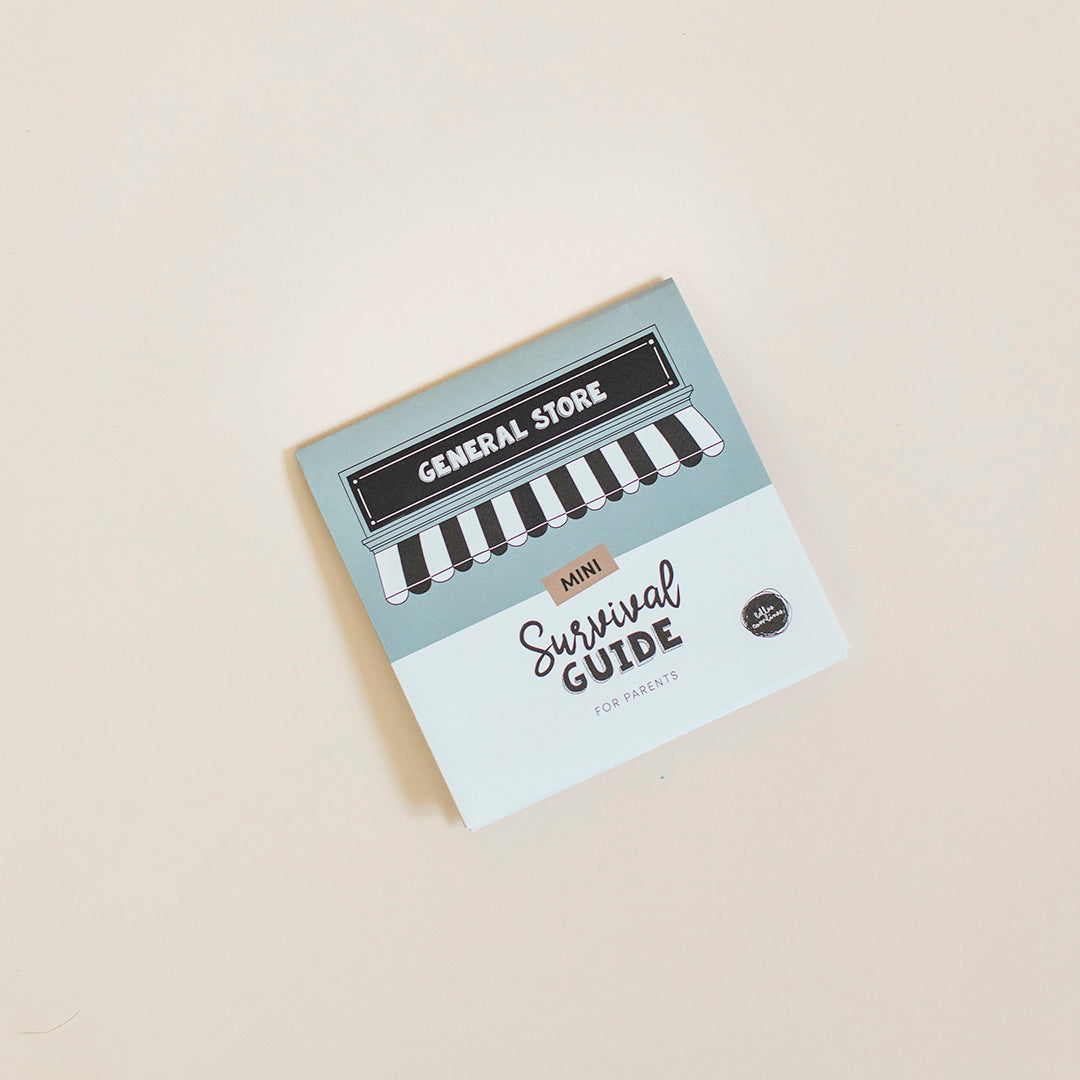 GENERAL STORE
MINI
Survival
GUIDE
FOR PARENTS